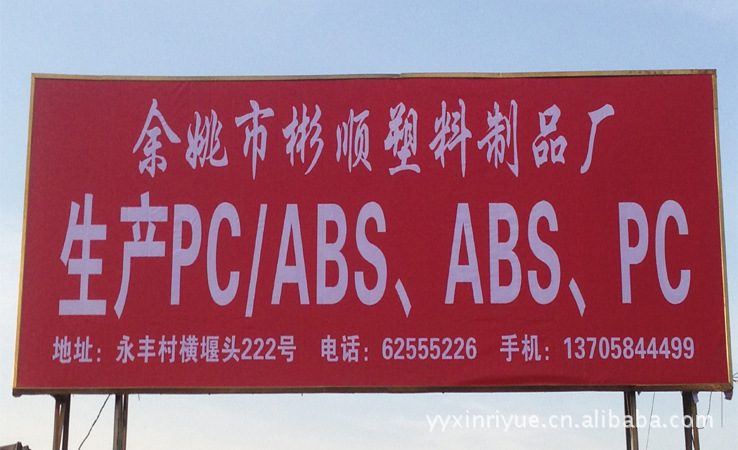 余姚市彬顺塑料制品厂
生产PC/ABS、ABS、PC
地址：永丰村横堰头222号 电话：62555226 手机：13705844499
yyxinriyue.cn.alibaba.com